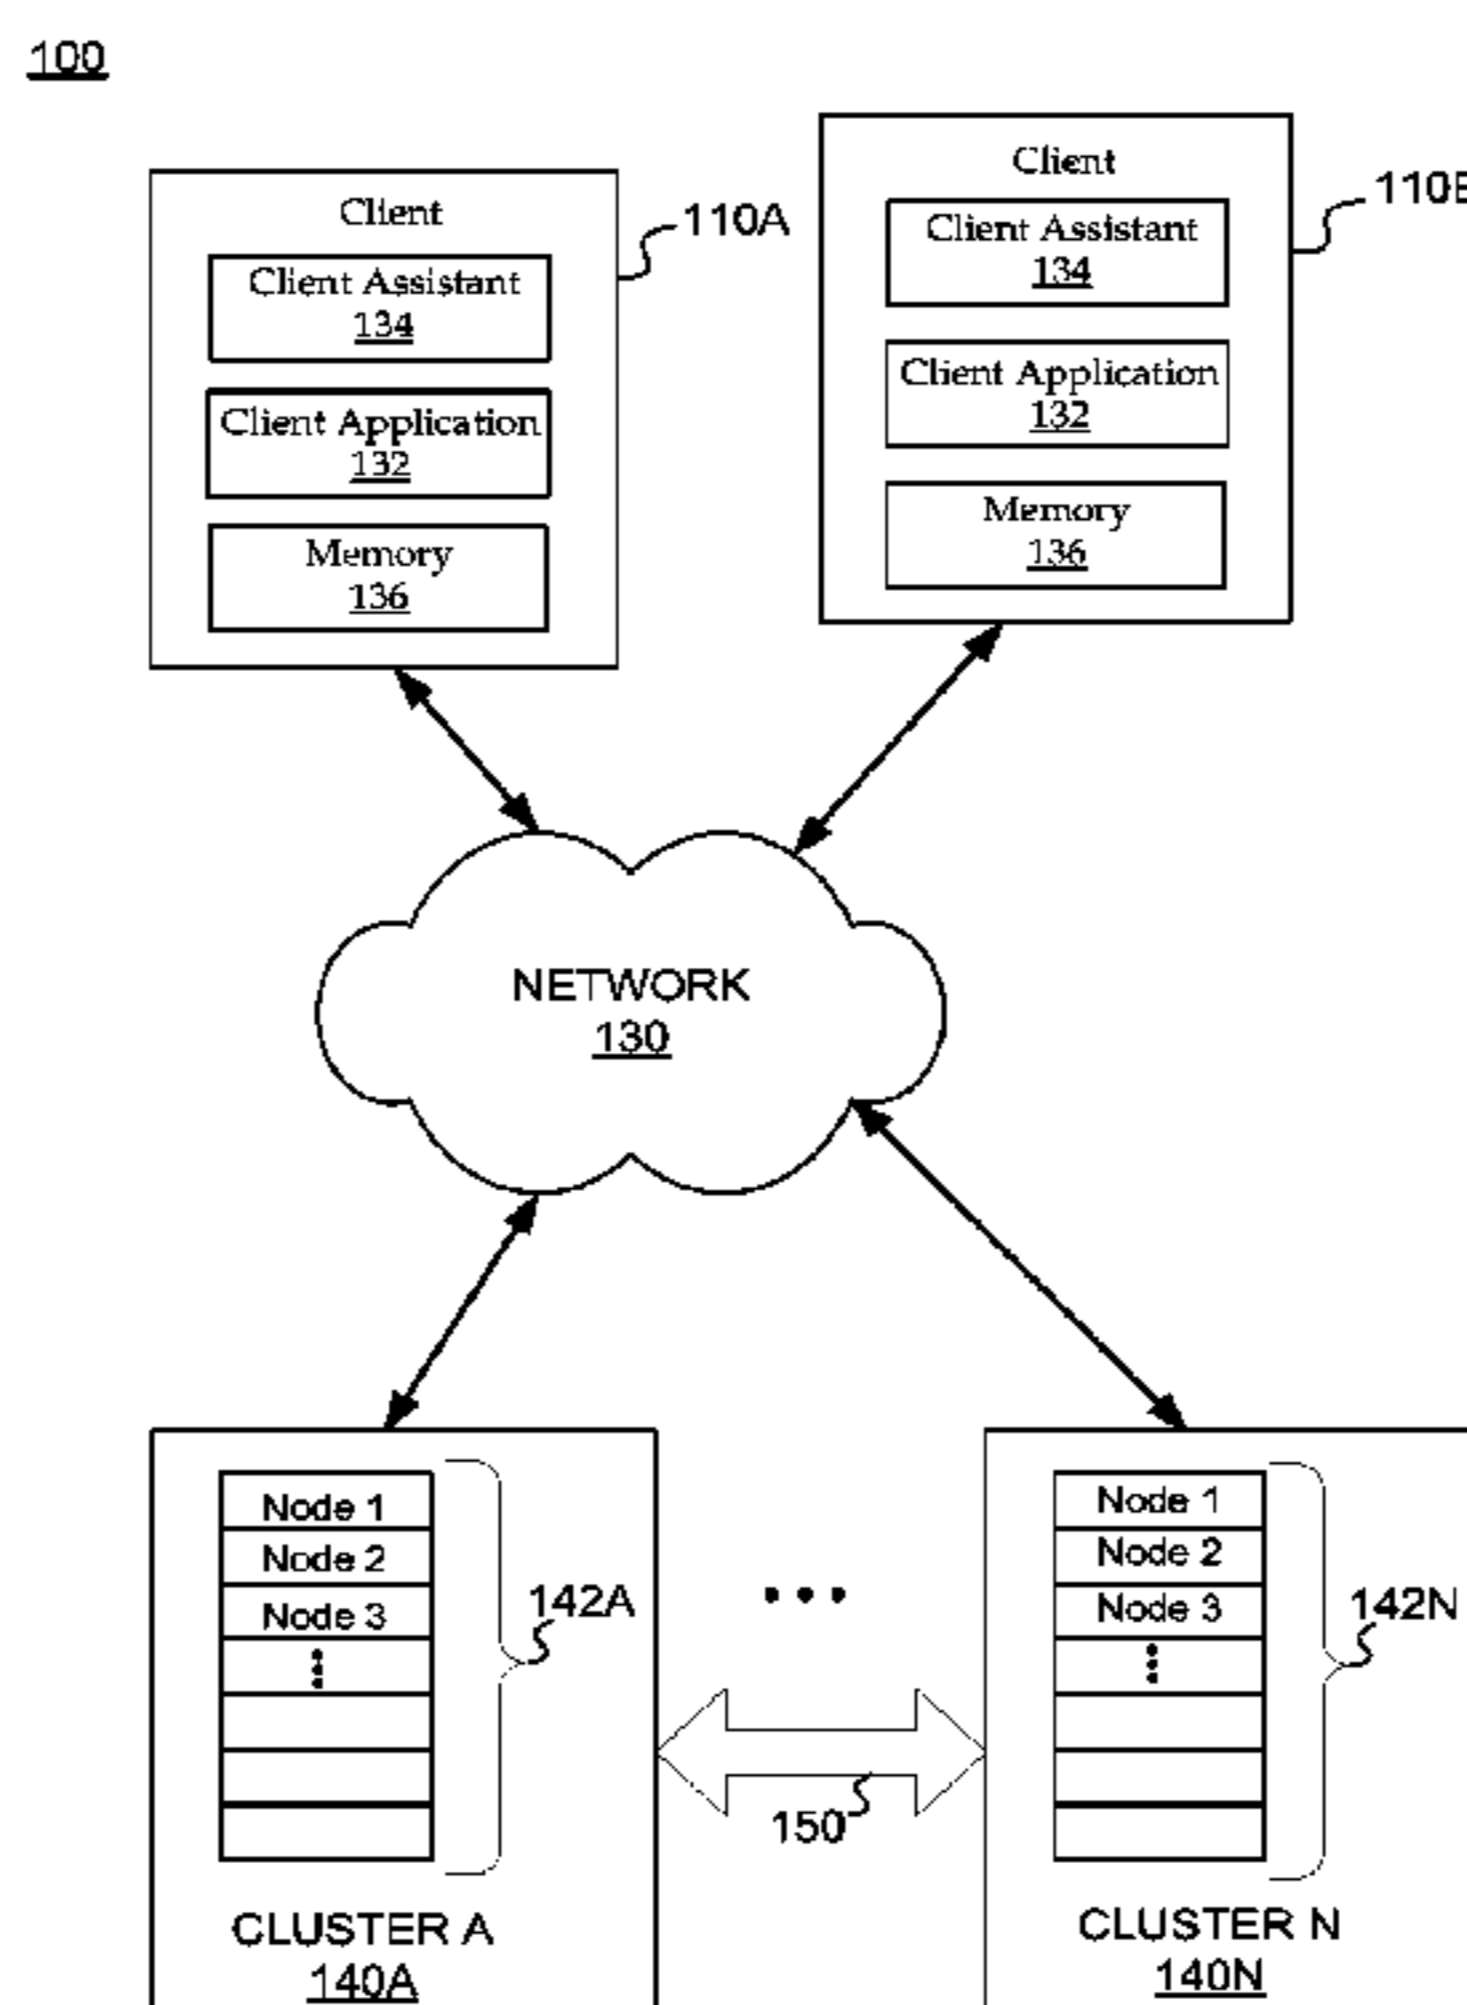 100
Client
Client Assistant
134
Client Application
132
Memory
136
110A
Client
Client Assistant
134
Client Application
132
Memory
136
110B
NETWORK
130
Node 1
Node 2
Node 3
142A
CLUSTER A
140A
• • •
150
Node 1
Node 2
Node 3
142N
CLUSTER N
140N